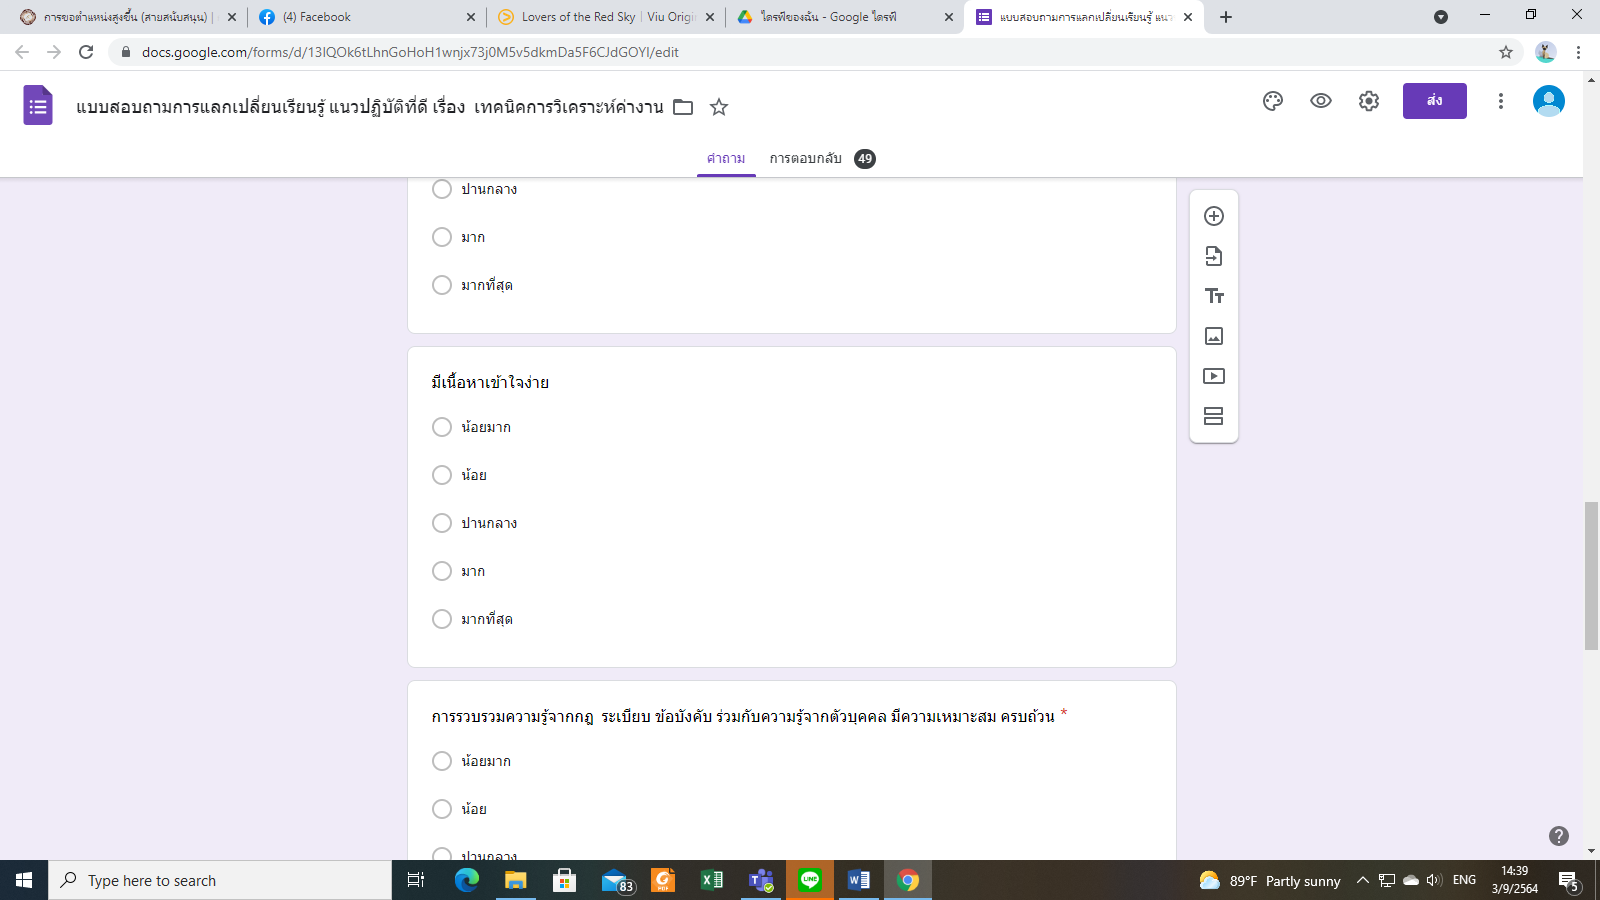 การขอตำแหน่งสูงขึ้น (สายสนับสนุน) |
(4) Facebook
Lovers of the Red Sky | Viu Origi
ไดรฟ์ของฉัน - Google ไดรฟ์
แบบสอบถามการแลกเปลี่ยนเรียนรู้ แนว
docs.google.com/forms/d/13IQOk6tLhnGoHoH1wnjx73j0M5v5dkmDa5F6CJdGOYI/edit
แบบสอบถามการแลกเปลี่ยนเรียนรู้ แนวปฏิบัติที่ดี เรื่อง เทคนิคการวิเคราะห์ค่างาน
ส่ง
คำถาม
การตอบกลับ 49
ปานกลาง
มาก
มากที่สุด
มีเนื้อหาเข้าใจง่าย
น้อยมาก
น้อย
ปานกลาง
มาก
มากที่สุด
การรวบรวมความรู้จากกฎ ระเบียบ ข้อบังคับ ร่วมกับความรู้จากตัวบุคคล มีความเหมาะสม ครบถ้วน *
น้อยมาก
น้อย
ปานกลาง
Type here to search
83
PDF
LINE
89°F Partly sunny
ENG
14:39
3/9/2564
5